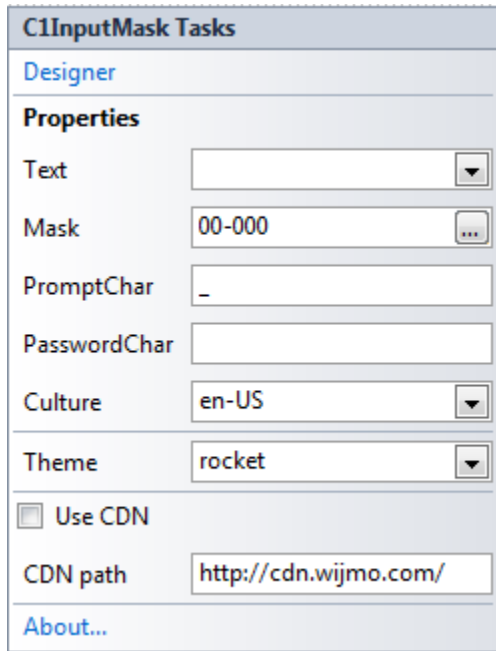 C1InputMask Tasks
Designer
Properties
Text
Mask 00-000 ...
PromptChar _
PasswordChar
Culture en-US
Theme rocket
Use CDN
CDN path http://cdn.wijmo.com/
About...